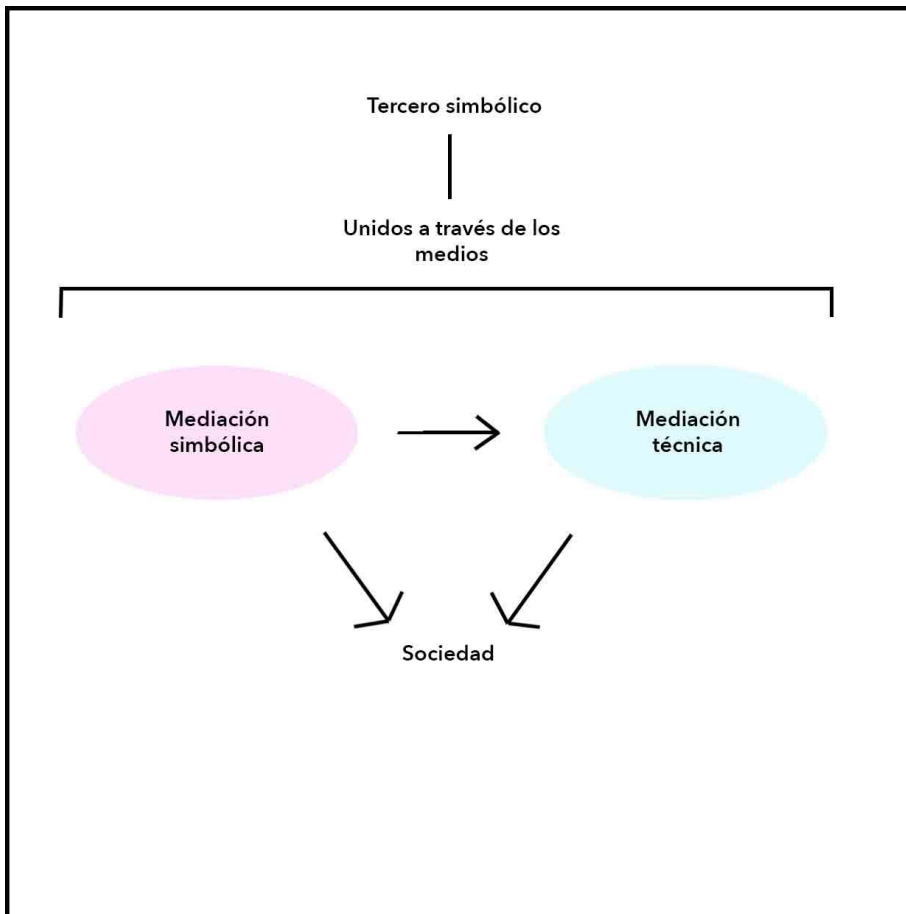 Tercero simbólico
Unidos a través de los
medios
Mediación
simbólica
Mediación
técnica
Sociedad